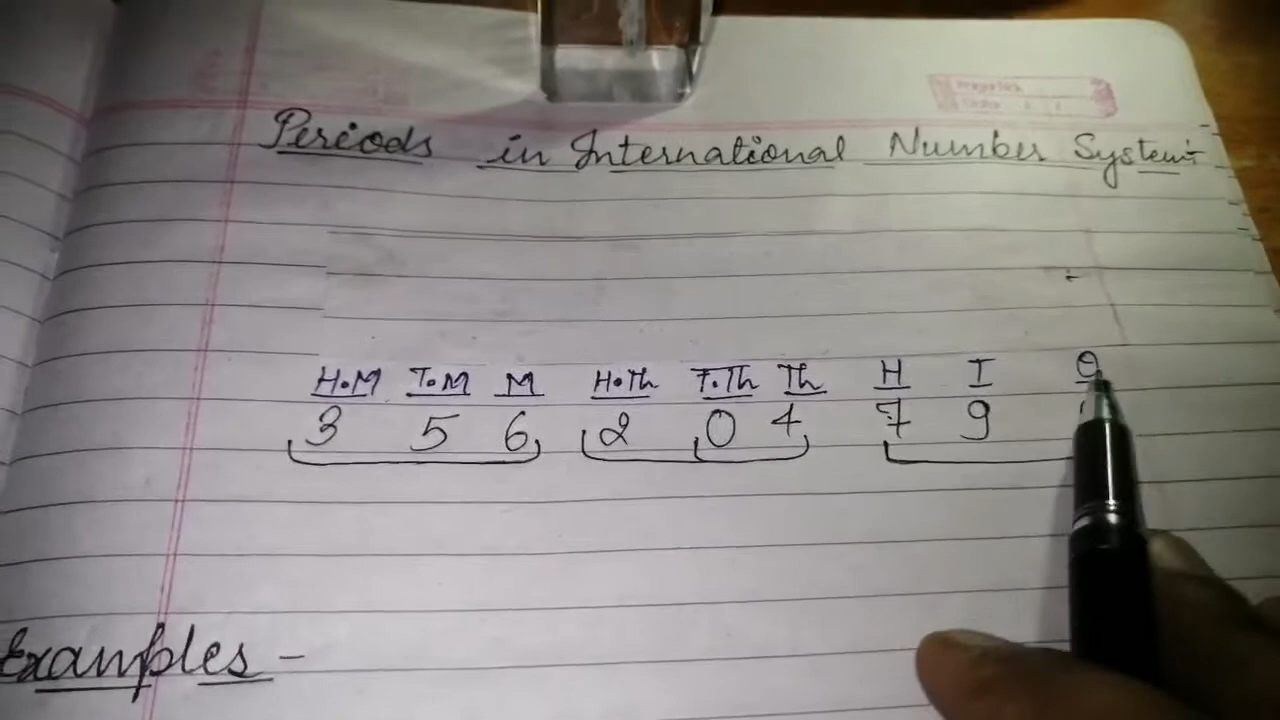 Periods in International Number System:-
H.M T.M M H.Th T.Th Th H T O
3 5 6 2 0 4 7 9
Examples -